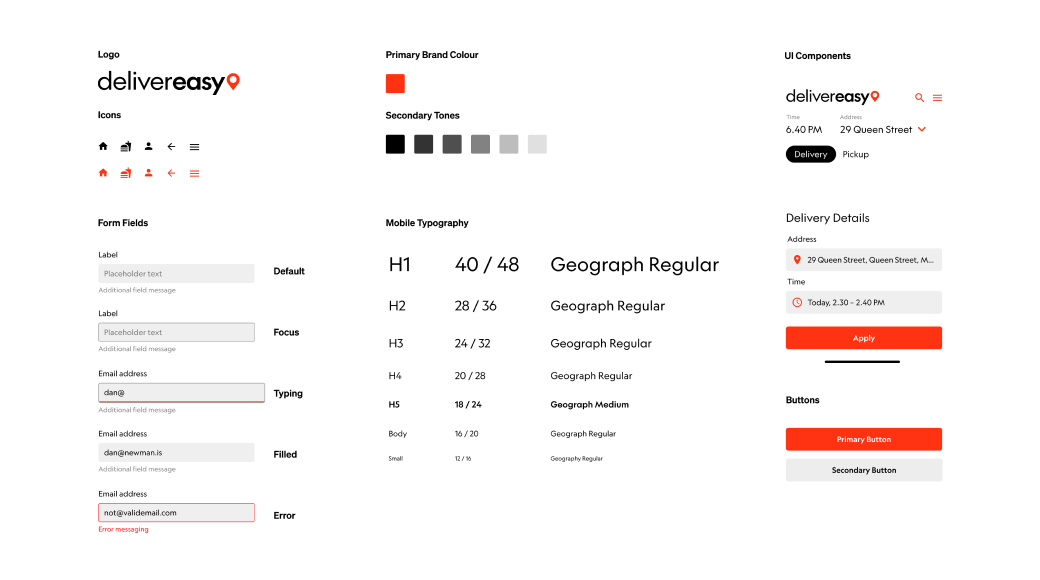 Logo
delivereasy
Icons
Primary Brand Colour
Secondary Tones
UI Components
delivereasy
Time Address
6.40 PM 29 Queen Street
Delivery Pickup
Form Fields
Label
Placeholder text
Additional field message
Default
Label
Placeholder text
Additional field message
Focus
Email address
dan@
Additional field message
Typing
Email address
dan@newman.is
Additional field message
Filled
Email address
not@validemail.com
Error messaging
Error
Mobile Typography
H1 40 / 48 Geograph Regular
H2 28 / 36 Geograph Regular
H3 24 / 32 Geograph Regular
H4 20 / 28 Geograph Regular
H5 18 / 24 Geograph Medium
Body 16 / 20 Geograph Regular
Small 12 / 16 Geography Regular
Delivery Details
Address
29 Queen Street, Queen Street, M...
Time
Today, 2.30 - 2.40 PM
Apply
Buttons
Primary Button
Secondary Button